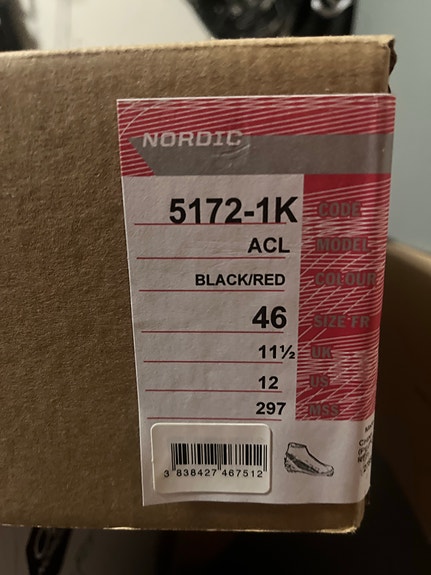 NORDIC
5172-1K CODE
ACL MODEL
BLACK/RED COLOUR
46 SIZE FR
11½ UK
12 US
297 MSS
3 838427 467512